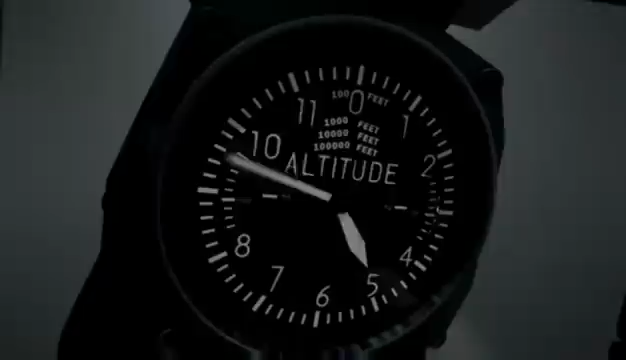 100 0 FEET
11 1
1000 FEET
10000 FEET
100000 FEET
10 2
ALTITUDE
8 4
7 5
6